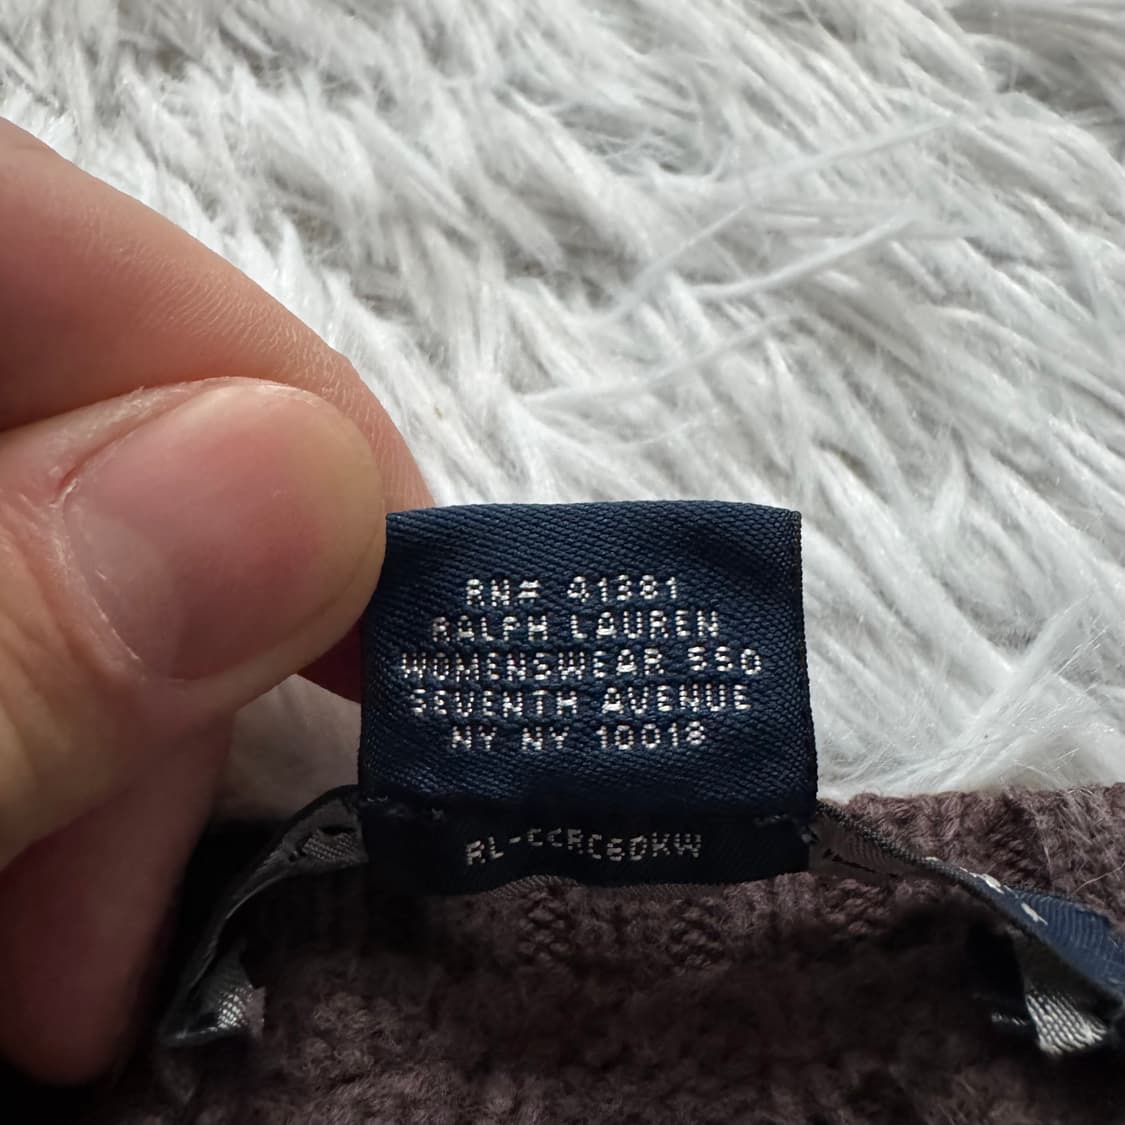 RN# 41381
RALPH LAUREN
WOMENSWEAR 550
SEVENTH AVENUE
NY NY 10018
RL-CCRC6DKW